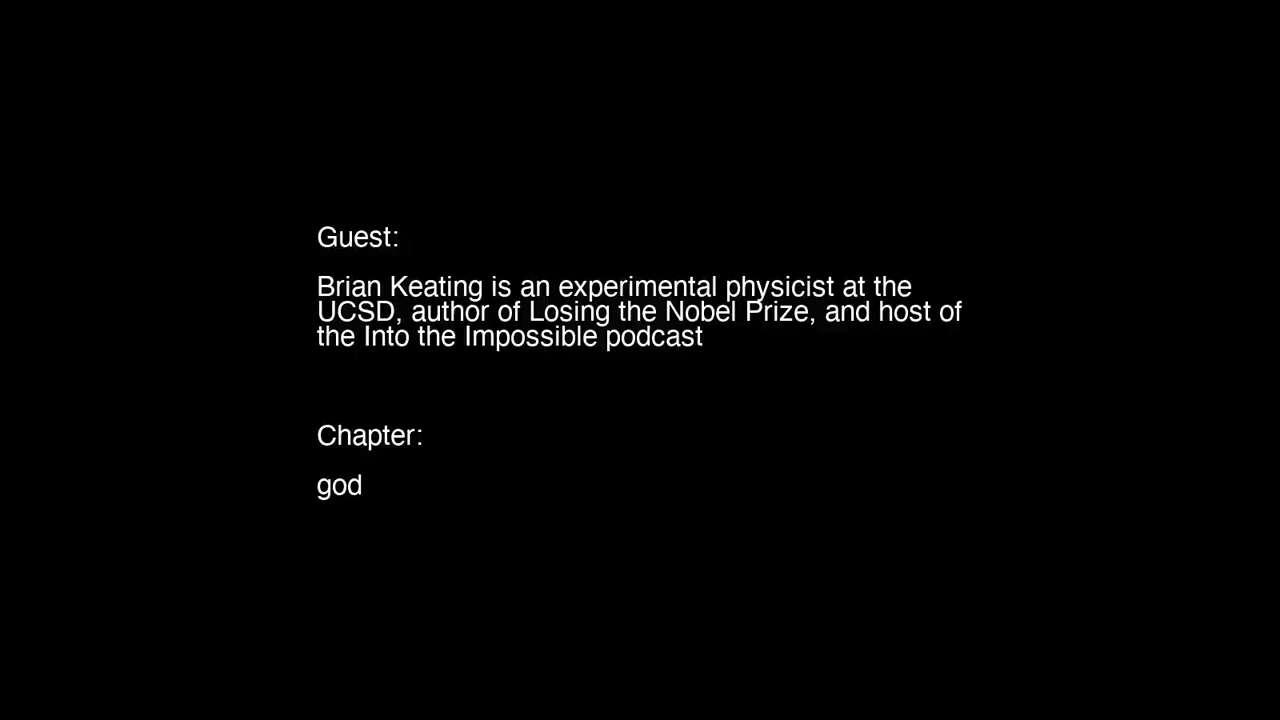 Guest:
Brian Keating is an experimental physicist at the
UCSD, author of Losing the Nobel Prize, and host of
the Into the Impossible podcast
Chapter:
god